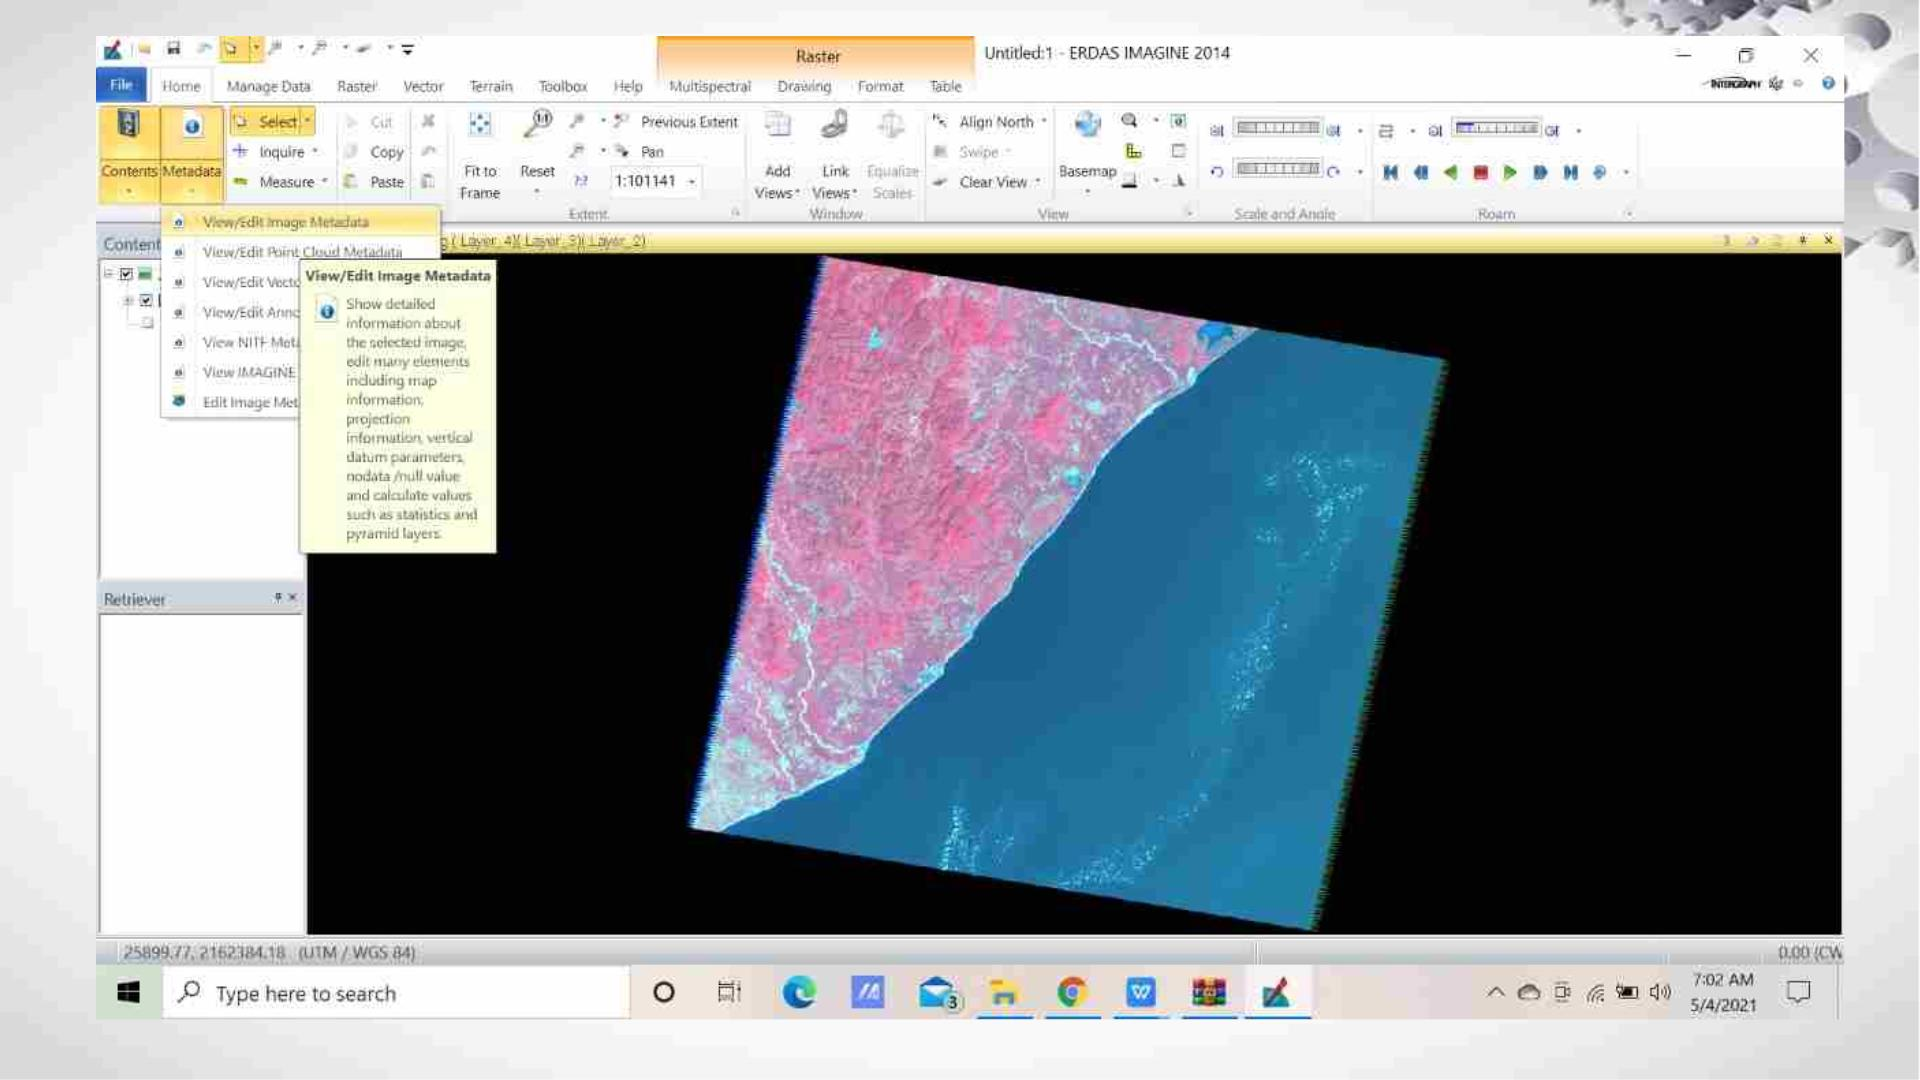 Raster
Untitled:1 - ERDAS IMAGINE 2014
File Home Manage Data Raster Vector Terrain Toolbox Help Multispectral Drawing Format Table
INTERGRAPH
Select Cut Previous Extent Align North
Inquire Copy Pan Swipe
Contents Metadata Fit to Frame Reset Add Views Link Views Equalize Scales Basemap
Measure Paste 1:101141 Clear View
Extent Window View Scale and Angle Roam
View/Edit Image Metadata
Content
( Layer_4)( Layer_3)( Layer_2)
View/Edit Point Cloud Metadata
View/Edit Vecto
View/Edit Anno
View NITF Meta
View IMAGINE
Edit Image Met
View/Edit Image Metadata
Show detailed
information about
the selected image,
edit many elements
including map
information,
projection
information, vertical
datum parameters,
nodata /null value
and calculate values
such as statistics and
pyramid layers.
Retriever
25899.77, 2162384.18 (UTM / WGS 84)
0.00 (CW
Type here to search
3
7:02 AM
5/4/2021